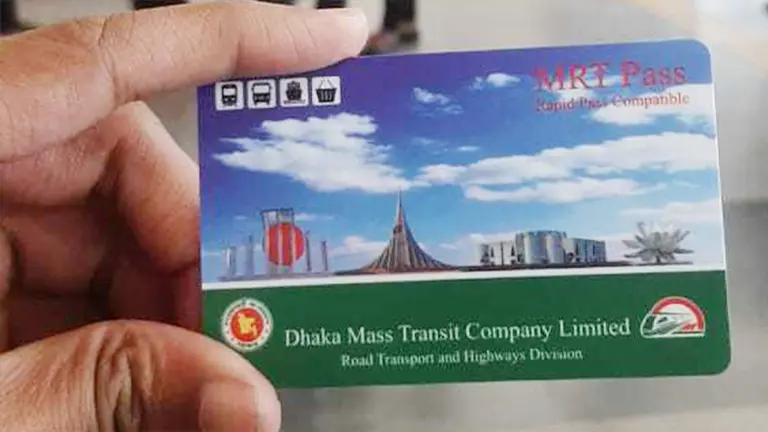 MRT Pass
Rapid Pass Compatible
Dhaka Mass Transit Company Limited
Road Transport and Highways Division